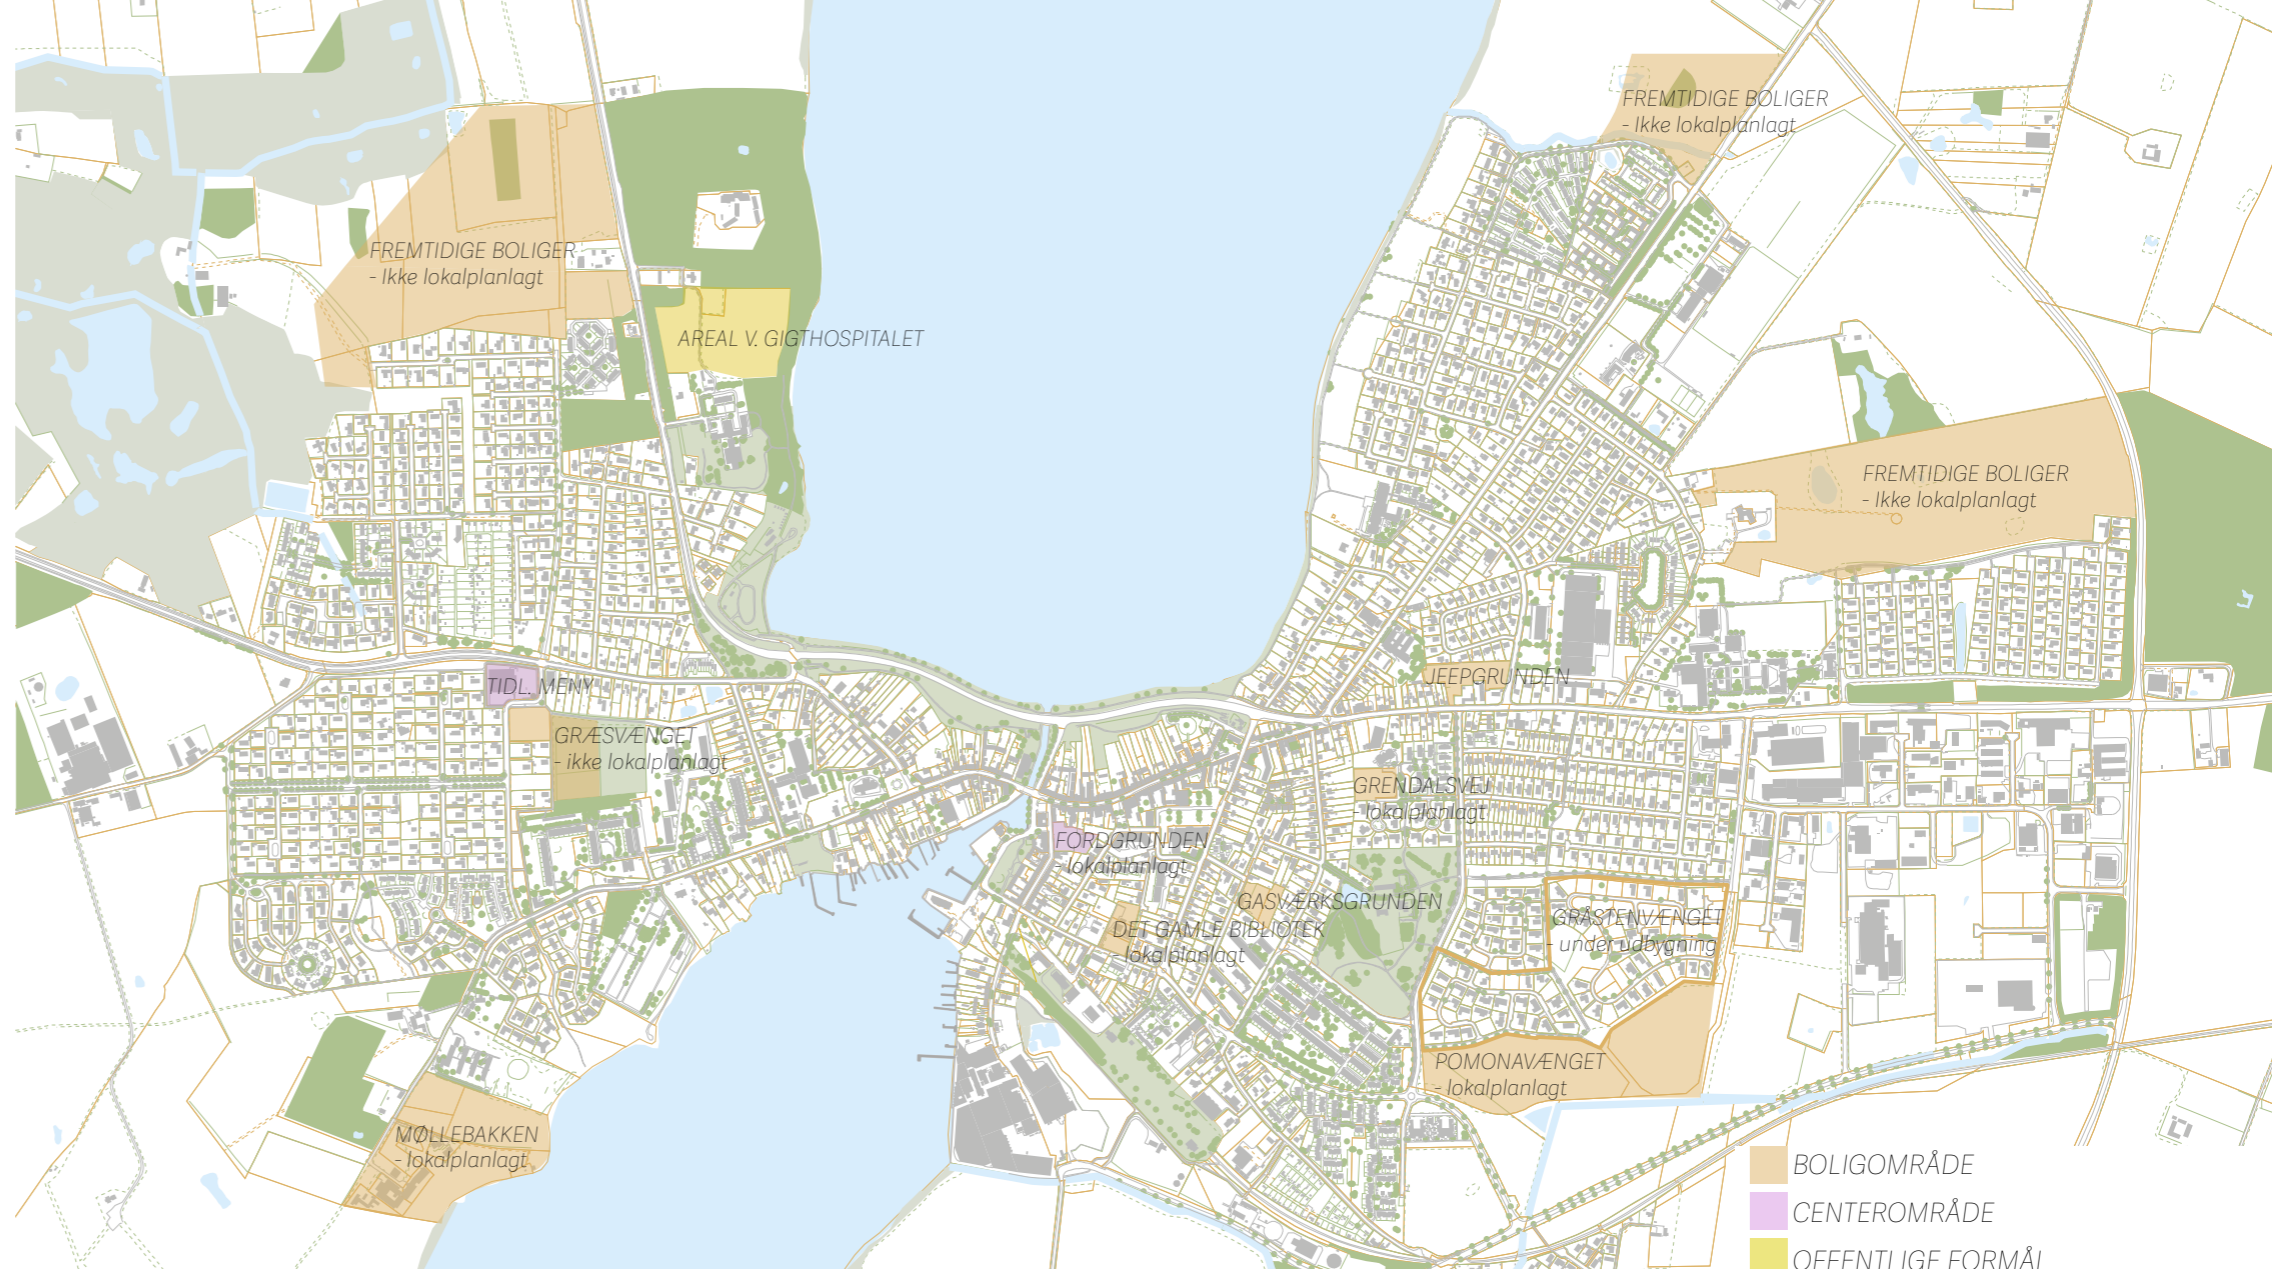 FREMTIDIGE BOLIGER
- Ikke lokalplanlagt
FREMTIDIGE BOLIGER
- Ikke lokalplanlagt
AREAL V. GIGTHOSPITALET
FREMTIDIGE BOLIGER
- Ikke lokalplanlagt
TIDL. MENY
JEEPGRUNDEN
GRÆSVÆNGET
- ikke lokalplanlagt
GRENDALSVEJ
- lokalplanlagt
FORDGRUNDEN
- lokalplanlagt
GASVÆRKSGRUNDEN
DET GAMLE BIBLIOTEK
- lokalplanlagt
GRÅSTENVÆNGET
- under udbygning
POMONAVÆNGET
- lokalplanlagt
MØLLEBAKKEN
- lokalplanlagt
BOLIGOMRÅDE
CENTEROMRÅDE
OFFENTLIGE FORMÅL